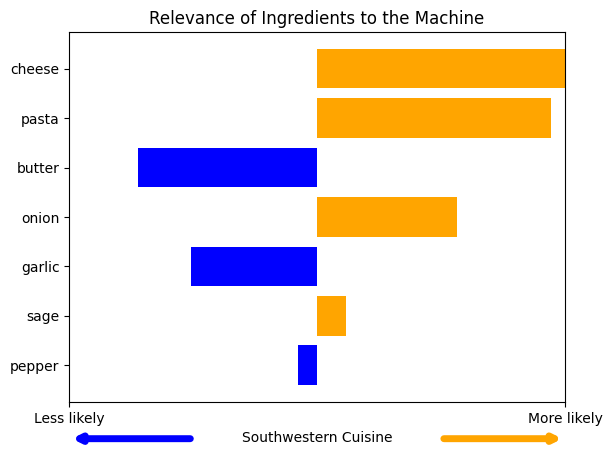 Relevance of Ingredients to the Machine
cheese
pasta
butter
onion
garlic
sage
pepper
Less likely More likely
Southwestern Cuisine